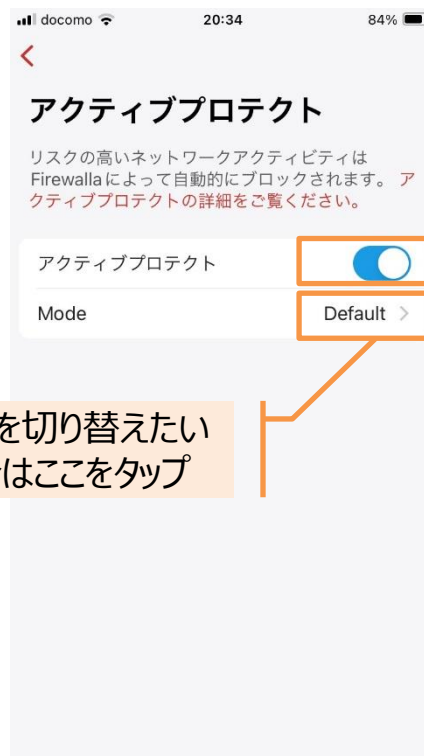 docomo 20:34 84%
アクティブプロテクト
リスクの高いネットワークアクティビティは
Firewallaによって自動的にブロックされます。 ア
クティブプロテクトの詳細をご覧ください。
アクティブプロテクト
Mode Default >
を切り替えたい
はここをタップ